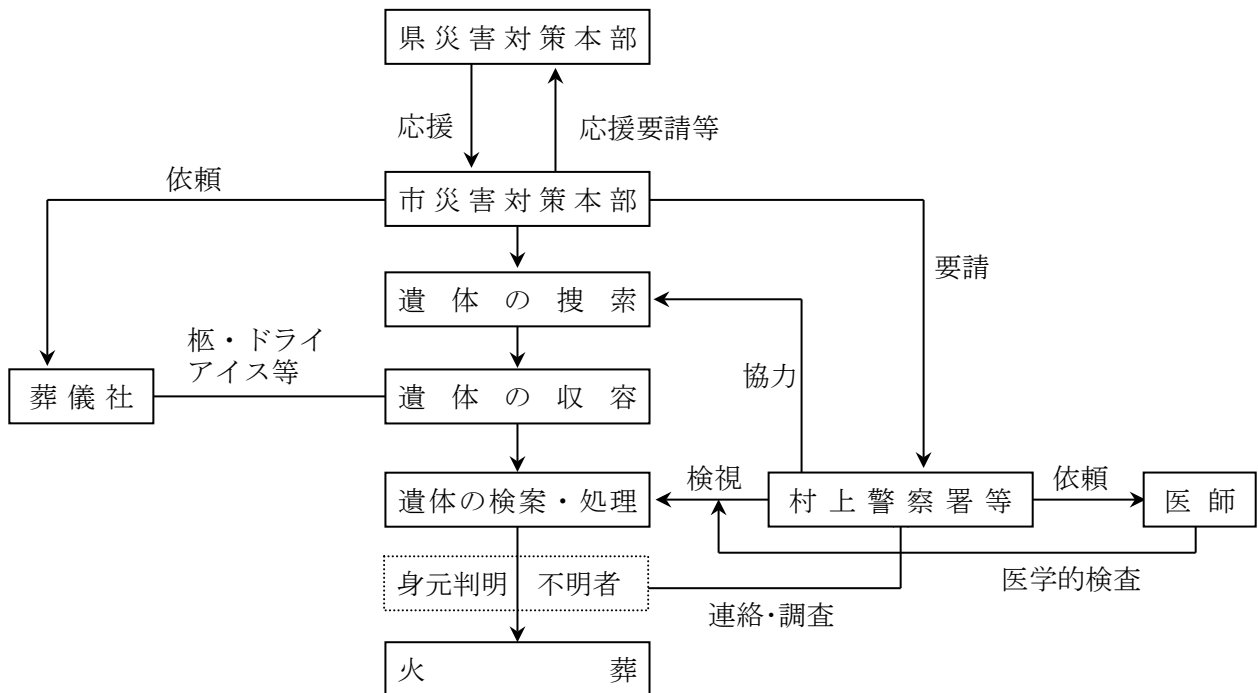 県災害対策本部
応援
応援要請等
依頼
市災害対策本部
要請
遺体の捜索
柩・ドライ
アイス等
協力
葬儀社
遺体の収容
検視
依頼
遺体の検案・処理
村上警察署等
医師
身元判明
不明者
医学的検査
連絡・調査
火葬